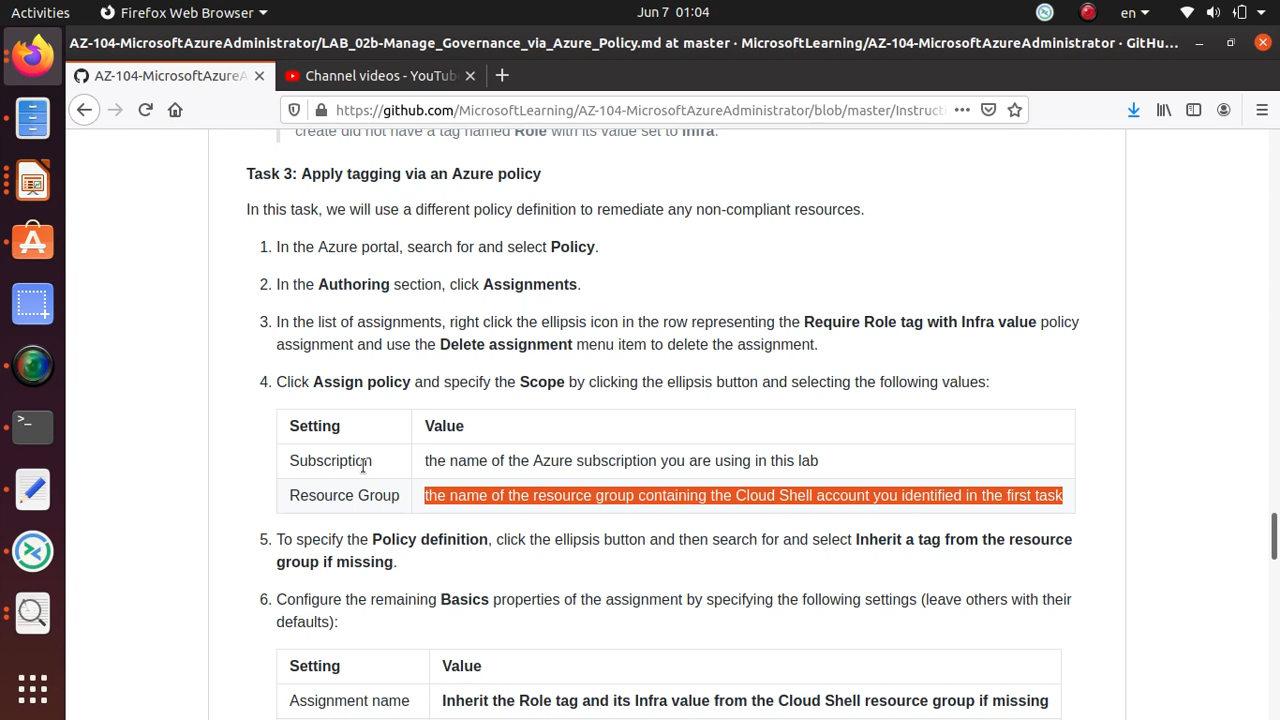 Activities
Firefox Web Browser
Jun 7 01:04
en
AZ-104-MicrosoftAzureAdministrator/LAB_02b-Manage_Governance_via_Azure_Policy.md at master · MicrosoftLearning/AZ-104-MicrosoftAzureAdministrator · GitHu...
AZ-104-MicrosoftAzureA
Channel videos - YouTub
https://github.com/MicrosoftLearning/AZ-104-MicrosoftAzureAdministrator/blob/master/Instructi
create did not have a tag named Role with its value set to Infra.
Task 3: Apply tagging via an Azure policy
In this task, we will use a different policy definition to remediate any non-compliant resources.
1. In the Azure portal, search for and select Policy.
2. In the Authoring section, click Assignments.
3. In the list of assignments, right click the ellipsis icon in the row representing the Require Role tag with Infra value policy
assignment and use the Delete assignment menu item to delete the assignment.
4. Click Assign policy and specify the Scope by clicking the ellipsis button and selecting the following values:
Setting Value
Subscription the name of the Azure subscription you are using in this lab
Resource Group the name of the resource group containing the Cloud Shell account you identified in the first task
5. To specify the Policy definition, click the ellipsis button and then search for and select Inherit a tag from the resource
group if missing.
6. Configure the remaining Basics properties of the assignment by specifying the following settings (leave others with their
defaults):
Setting Value
Assignment name Inherit the Role tag and its Infra value from the Cloud Shell resource group if missing